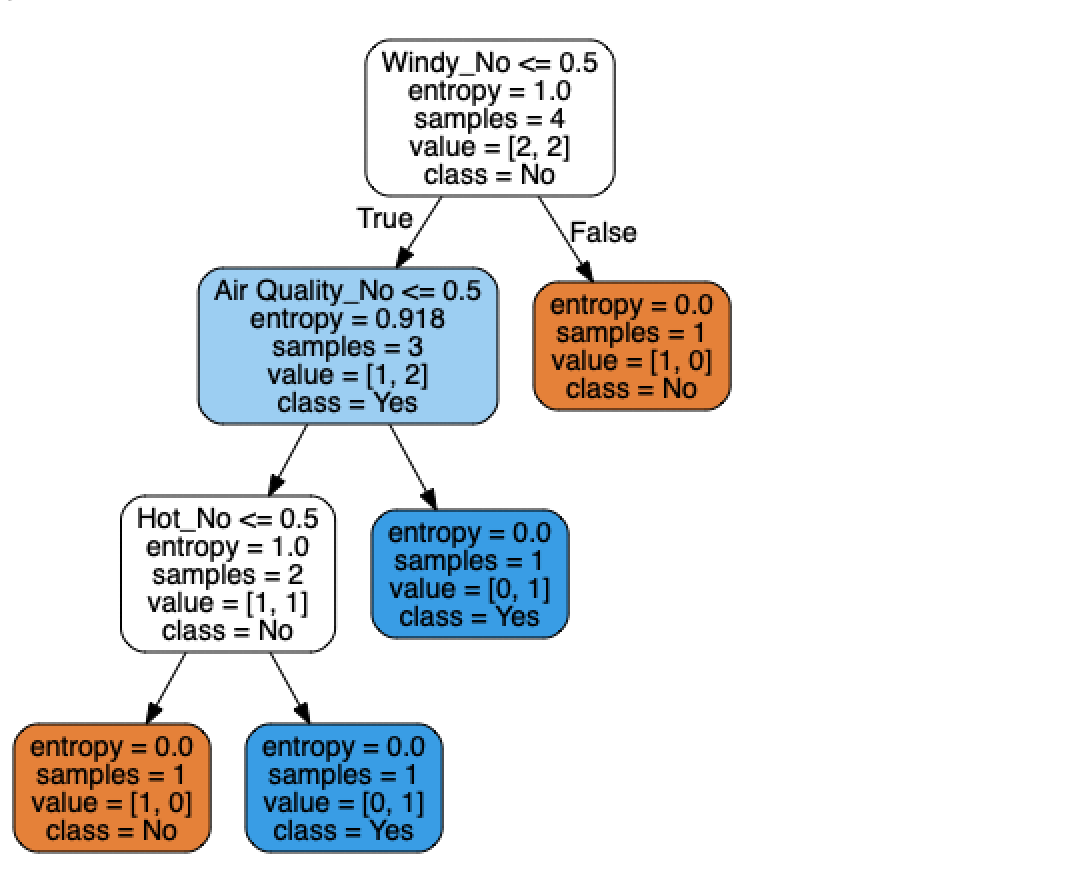 Windy_No <= 0.5
entropy = 1.0
samples = 4
value = [2, 2]
class = No
True
False
Air Quality_No <= 0.5
entropy = 0.918
samples = 3
value = [1, 2]
class = Yes
entropy = 0.0
samples = 1
value = [1, 0]
class = No
Hot_No <= 0.5
entropy = 1.0
samples = 2
value = [1, 1]
class = No
entropy = 0.0
samples = 1
value = [0, 1]
class = Yes
entropy = 0.0
samples = 1
value = [1, 0]
class = No
entropy = 0.0
samples = 1
value = [0, 1]
class = Yes